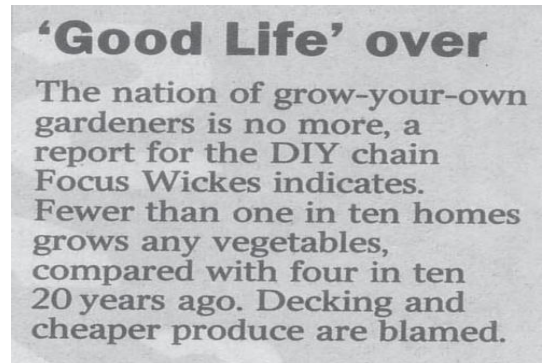 ‘Good Life’ over
The nation of grow-your-own
gardeners is no more, a
report for the DIY chain
Focus Wickes indicates.
Fewer than one in ten homes
grows any vegetables,
compared with four in ten
20 years ago. Decking and
cheaper produce are blamed.